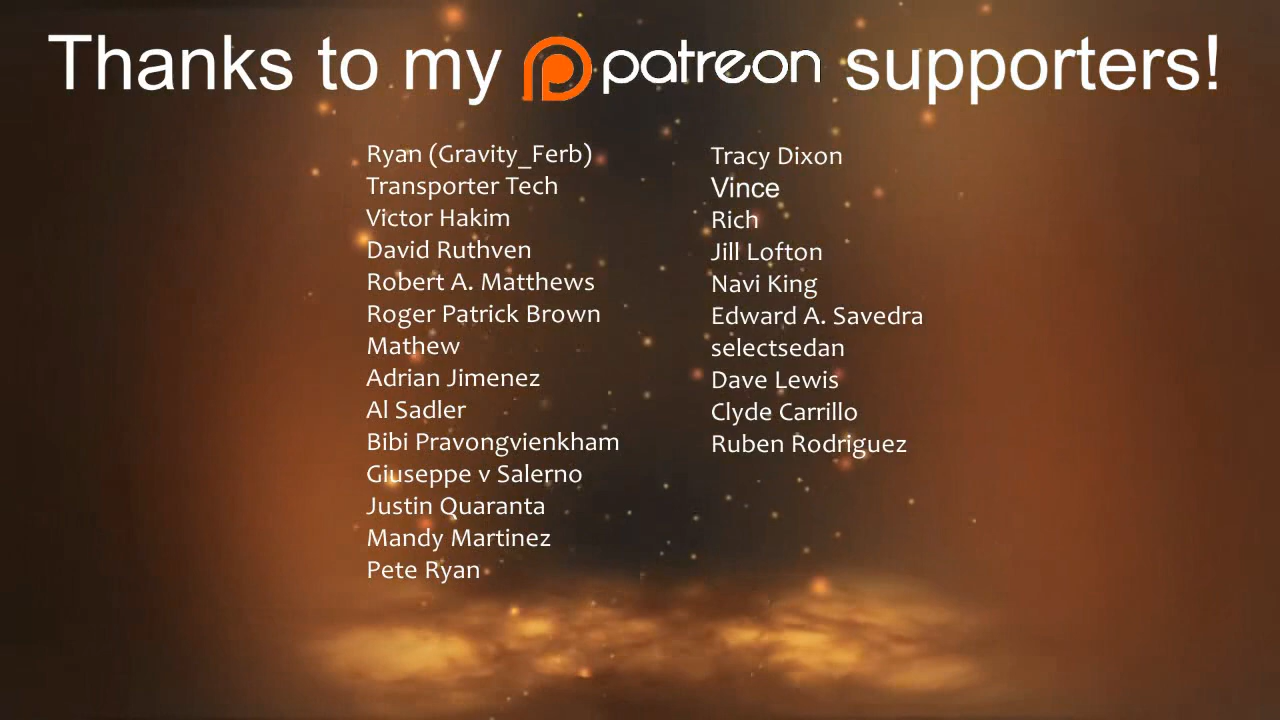 Thanks to my patreon supporters!
Ryan (Gravity_Ferb)
Transporter Tech
Victor Hakim
David Ruthven
Robert A. Matthews
Roger Patrick Brown
Mathew
Adrian Jimenez
Al Sadler
Bibi Pravongvienkham
Giuseppe v Salerno
Justin Quaranta
Mandy Martinez
Pete Ryan
Tracy Dixon
Vince
Rich
Jill Lofton
Navi King
Edward A. Savedra
selectsedan
Dave Lewis
Clyde Carrillo
Ruben Rodriguez